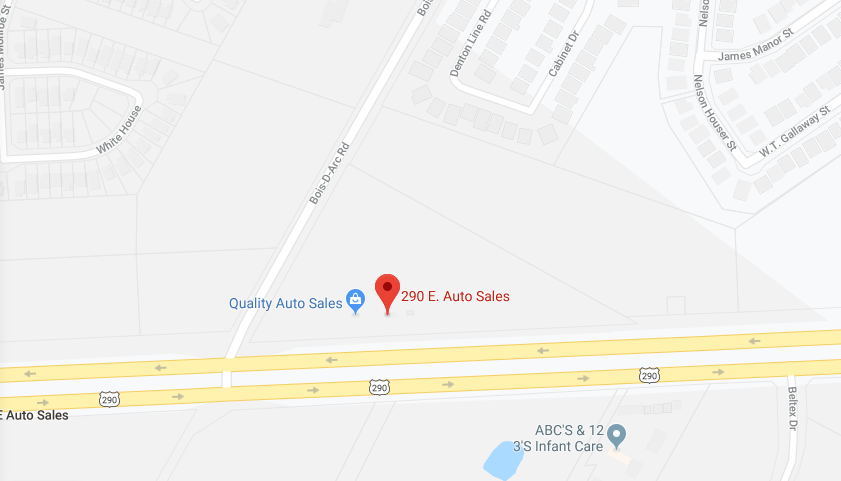 James Monroe St
White House
Bois-D-Arc Rd
Bois
Denton Line Rd
Cabinet Dr
Nelson
James Manor St
Nelson Houser St
W.T. Gallaway St
Quality Auto Sales
290 E. Auto Sales
290
290
290
E Auto Sales
ABC'S & 12
3'S Infant Care
Beltex Dr